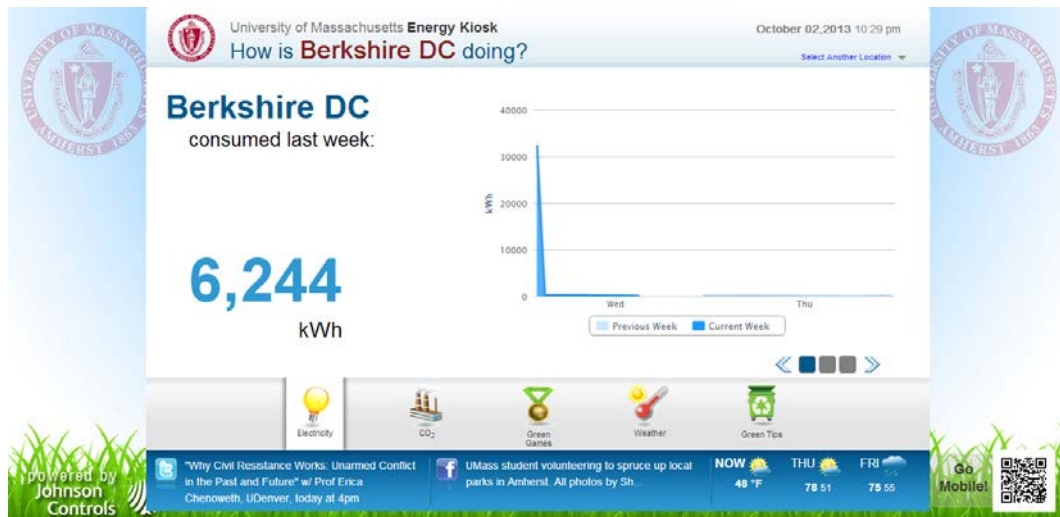 University of Massachusetts Energy Kiosk
How is Berkshire DC doing?
October 02,2013 10:29 pm
Select Another Location
Berkshire DC
consumed last week:
6,244
kWh
40000
30000
20000
10000
0
kWh
Wed
Thu
Previous Week
Current Week
Electricity
CO2
Green
Games
Weather
Green Tips
powered by
Johnson
Controls
"Why Civil Resistance Works: Unarmed Conflict
in the Past and Future" w/ Prof Erica
Chenoweth, UDenver, today at 4pm
UMass student volunteering to spruce up local
parks in Amherst. All photos by Sh...
NOW
48 °F
THU
78 51
FRI
75 55
Go
Mobile!